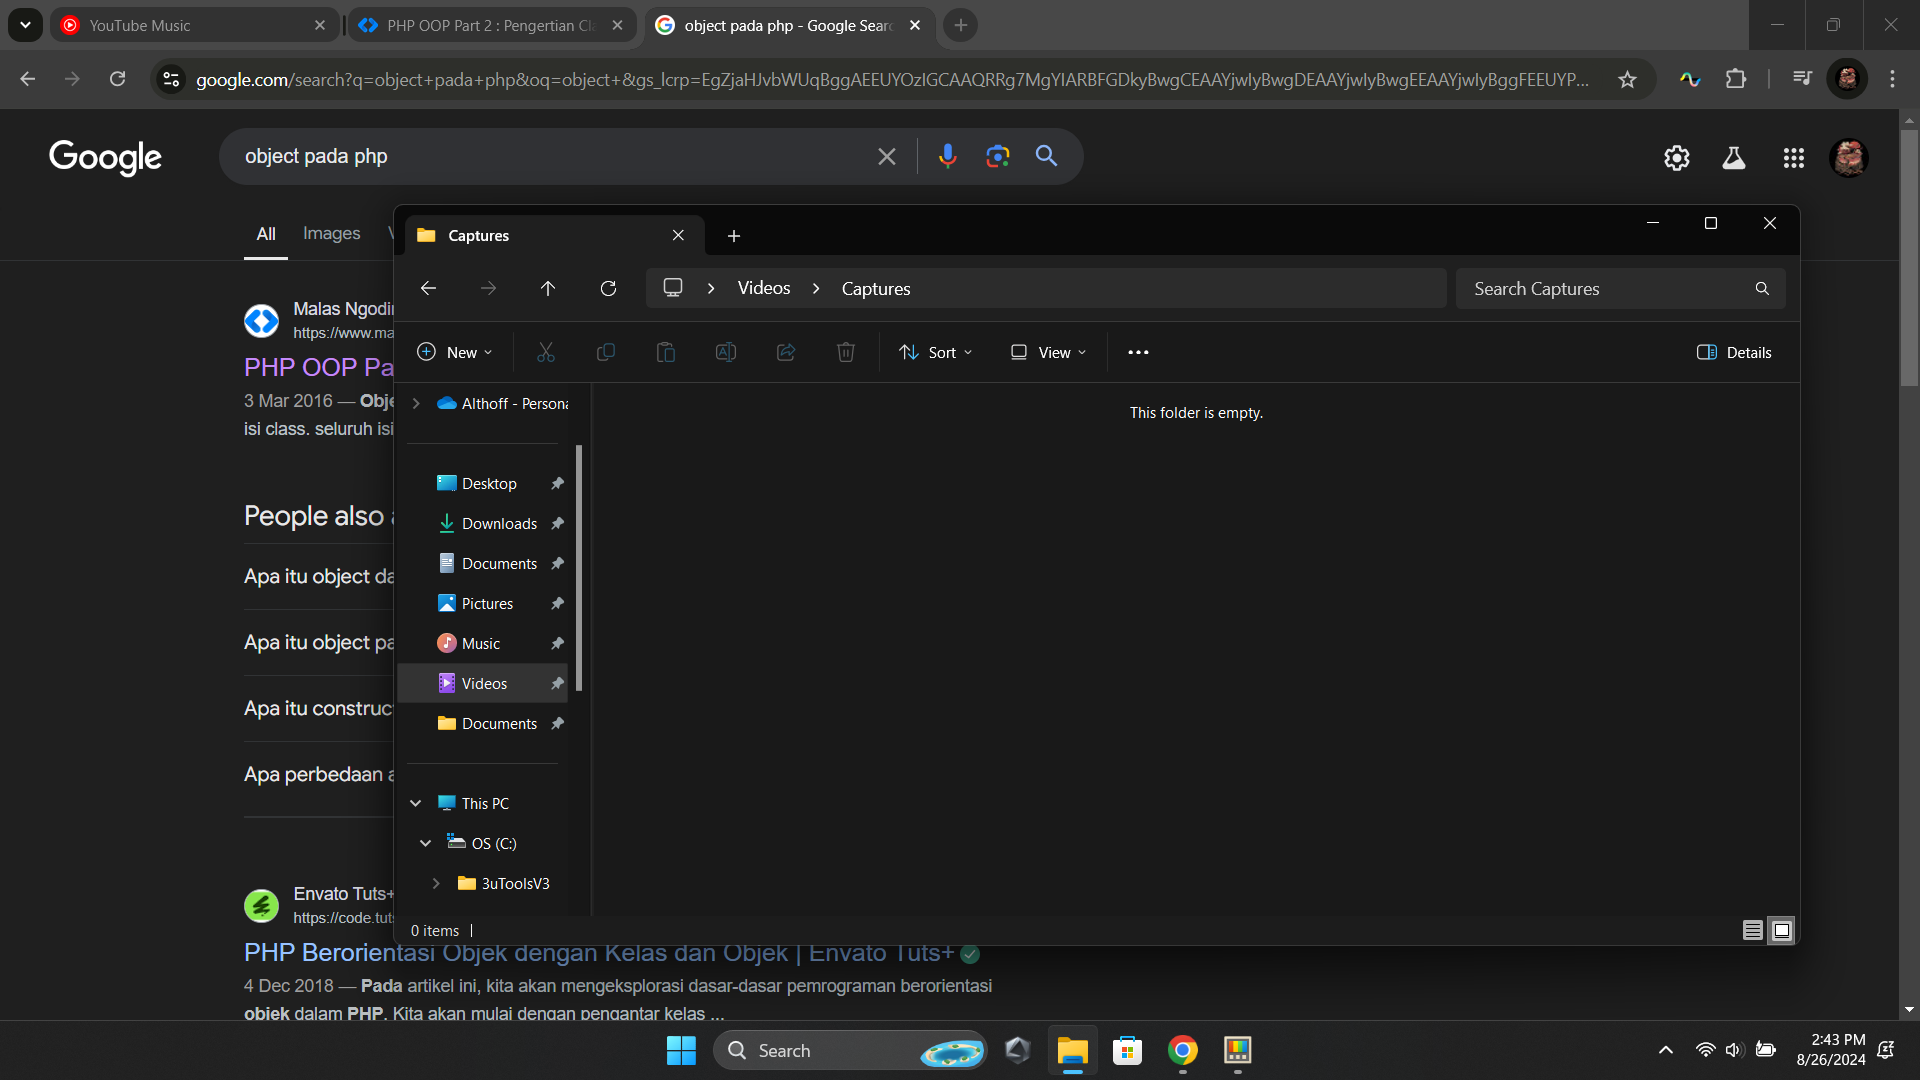 YouTube Music
PHP OOP Part 2 : Pengertian Cla
object pada php - Google Sear
google.com/search?q=object+pada+php&oq=object+&gs_lcrp=EgZjaHJvbWUqBggAEEUYOzIGCAAQRRg7MgYIARBFGDkyBwgCEAAYjwIyBwgDEAAYjwIyBwgEEAAYjwIyBggFEEUYP...
Google
object pada php
All
Images
Captures
Videos
Captures
Search Captures
New
Sort
View
Details
Malas Ngodin
https://www.ma
PHP OOP Pa
3 Mar 2016 — Obje
isi class. seluruh isi
People also a
Apa itu object da
Apa itu object pa
Apa itu construc
Apa perbedaan a
Althoff - Persona
Desktop
Downloads
Documents
Pictures
Music
Videos
Documents
This PC
OS (C:)
3uToolsV3
This folder is empty.
0 items
Envato Tuts+
https://code.tuts
PHP Berorientasi Objek dengan Kelas dan Objek | Envato Tuts+
4 Dec 2018 — Pada artikel ini, kita akan mengeksplorasi dasar-dasar pemrograman berorientasi
objek dalam PHP. Kita akan mulai dengan pengantar kelas ...
Search
2:43 PM
8/26/2024